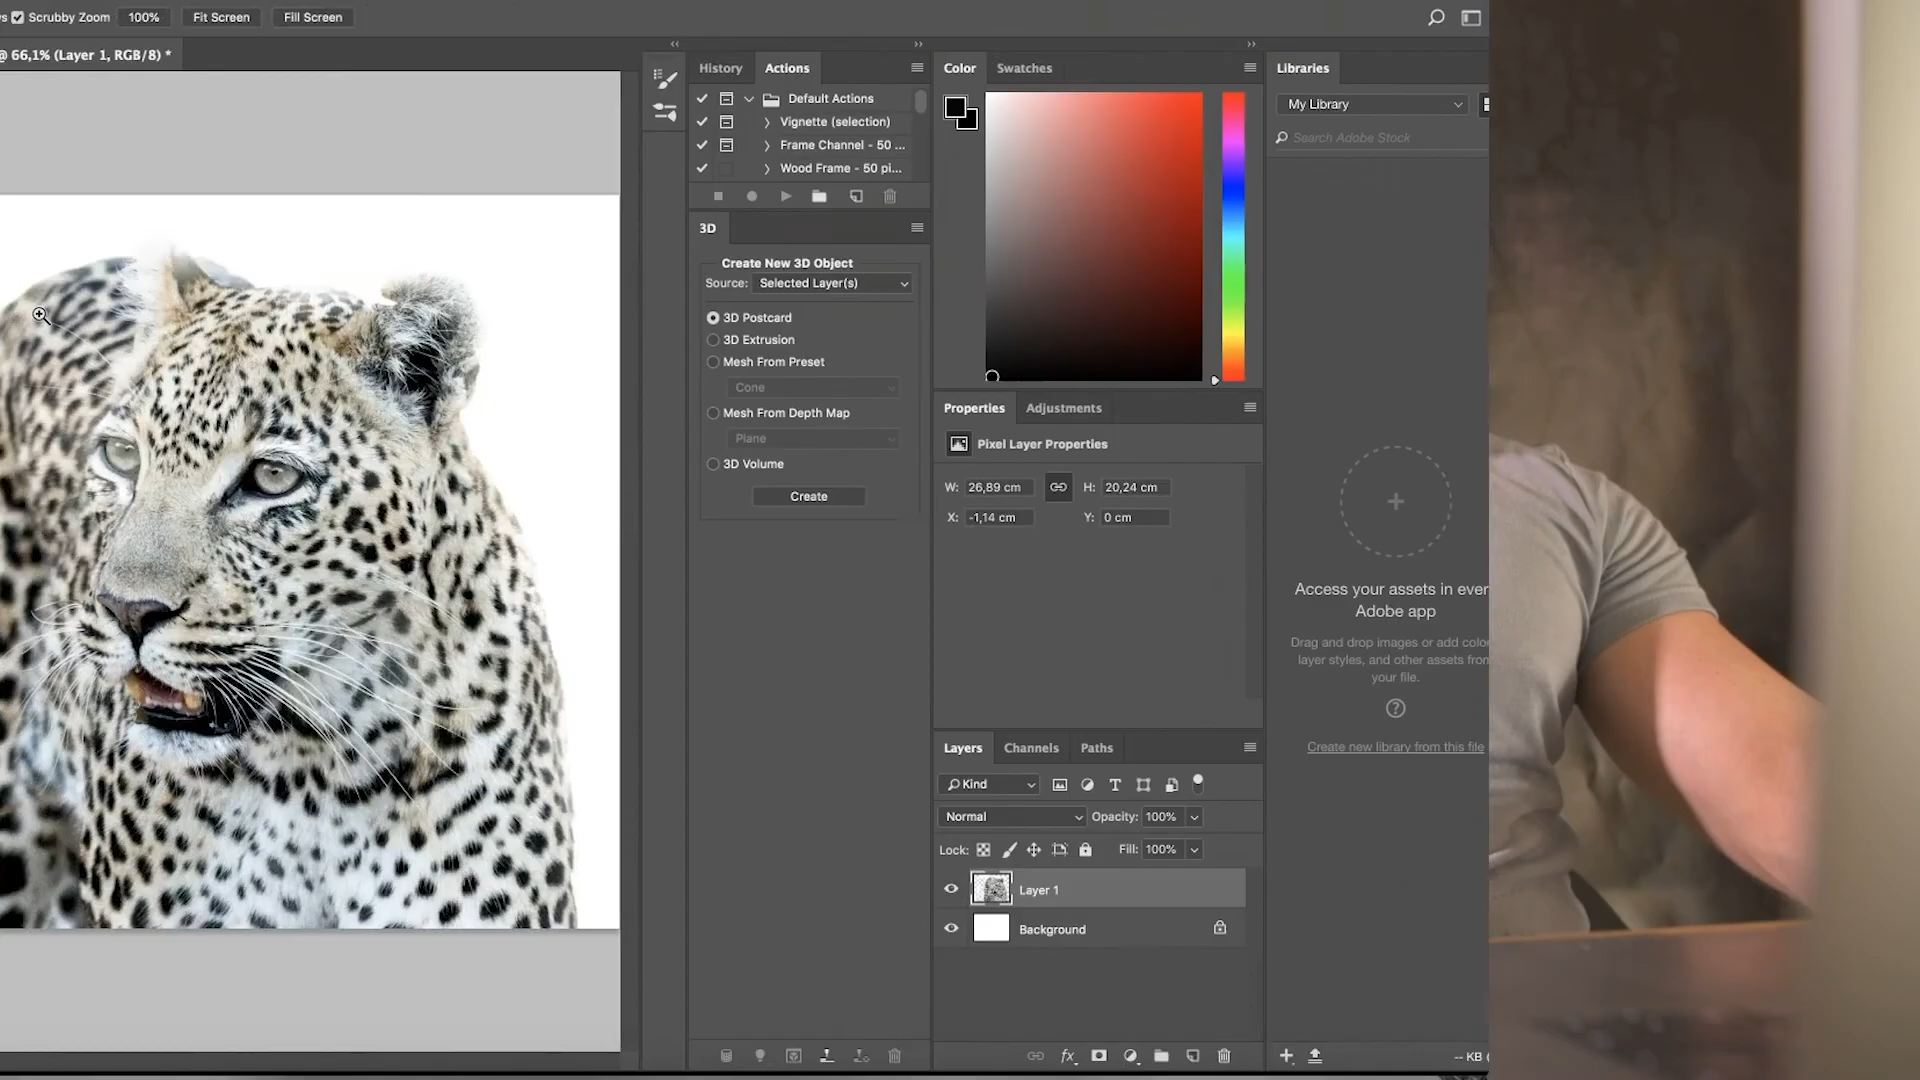 Scrubby Zoom 100% Fit Screen Fill Screen
@ 66,1% (Layer 1, RGB/8) *
History Actions
Default Actions
Vignette (selection)
Frame Channel - 50 ...
Wood Frame - 50 pi...
3D
Create New 3D Object
Source: Selected Layer(s)
3D Postcard
3D Extrusion
Mesh From Preset
Cone
Mesh From Depth Map
Plane
3D Volume
Create
Color Swatches
Properties Adjustments
Pixel Layer Properties
W: 26,89 cm H: 20,24 cm
X: -1,14 cm Y: 0 cm
Layers Channels Paths
Kind
Normal Opacity: 100%
Lock: Fill: 100%
Layer 1
Background
fx
Libraries
My Library
Search Adobe Stock
Access your assets in ever
Adobe app
Drag and drop images or add colo
layer styles, and other assets from
your file.
Create new library from this file
-- KB